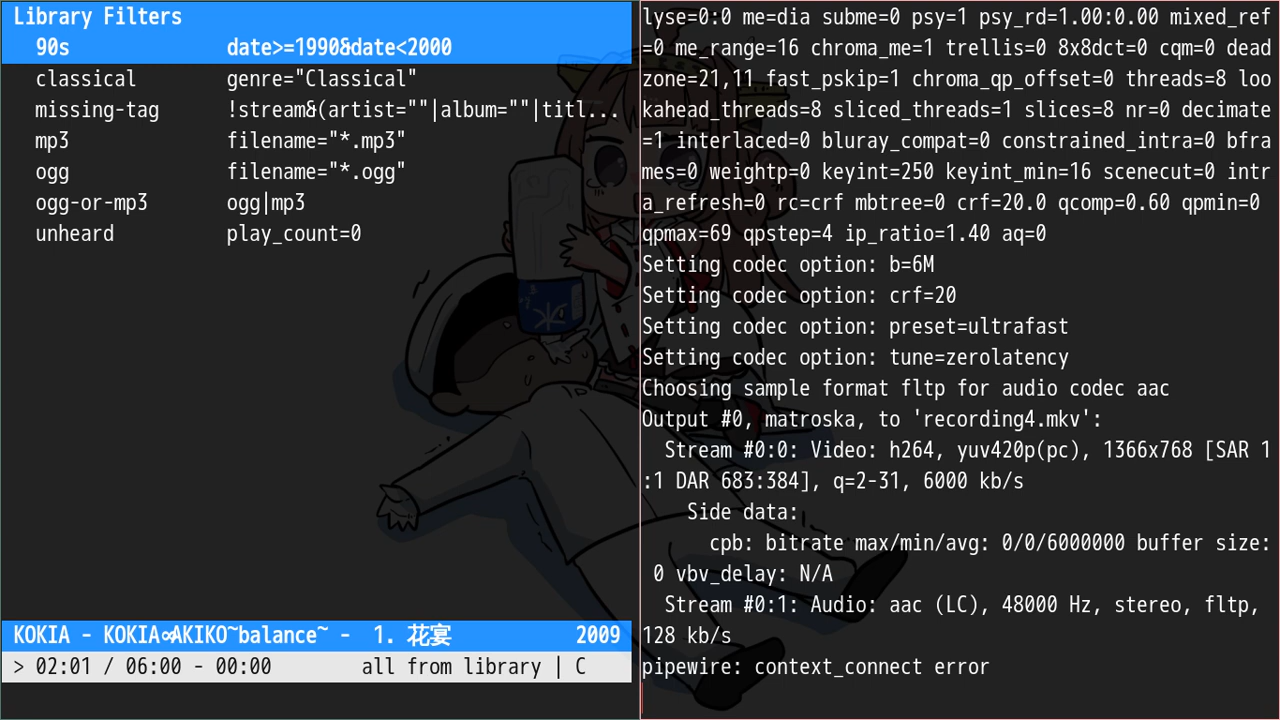 Library Filters
90s date>=1990&date<2000
classical genre="Classical"
missing-tag !stream&(artist=""|album=""|titl...
mp3 filename="*.mp3"
ogg filename="*.ogg"
ogg-or-mp3 ogg|mp3
unheard play_count=0
KOKIA - KOKIA∞AKIKO~balance~ - 1. 花宴 2009
> 02:01 / 06:00 - 00:00 all from library | C
lyse=0:0 me=dia subme=0 psy=1 psy_rd=1.00:0.00 mixed_ref
=0 me_range=16 chroma_me=1 trellis=0 8x8dct=0 cqm=0 dead
zone=21,11 fast_pskip=1 chroma_qp_offset=0 threads=8 loo
kahead_threads=8 sliced_threads=1 slices=8 nr=0 decimate
=1 interlaced=0 bluray_compat=0 constrained_intra=0 bfra
mes=0 weightp=0 keyint=250 keyint_min=16 scenecut=0 intr
a_refresh=0 rc=crf mbtree=0 crf=20.0 qcomp=0.60 qpmin=0
qpmax=69 qpstep=4 ip_ratio=1.40 aq=0
Setting codec option: b=6M
Setting codec option: crf=20
Setting codec option: preset=ultrafast
Setting codec option: tune=zerolatency
Choosing sample format fltp for audio codec aac
Output #0, matroska, to 'recording4.mkv':
Stream #0:0: Video: h264, yuv420p(pc), 1366x768 [SAR 1
:1 DAR 683:384], q=2-31, 6000 kb/s
Side data:
cpb: bitrate max/min/avg: 0/0/6000000 buffer size:
0 vbv_delay: N/A
Stream #0:1: Audio: aac (LC), 48000 Hz, stereo, fltp,
128 kb/s
pipewire: context_connect error